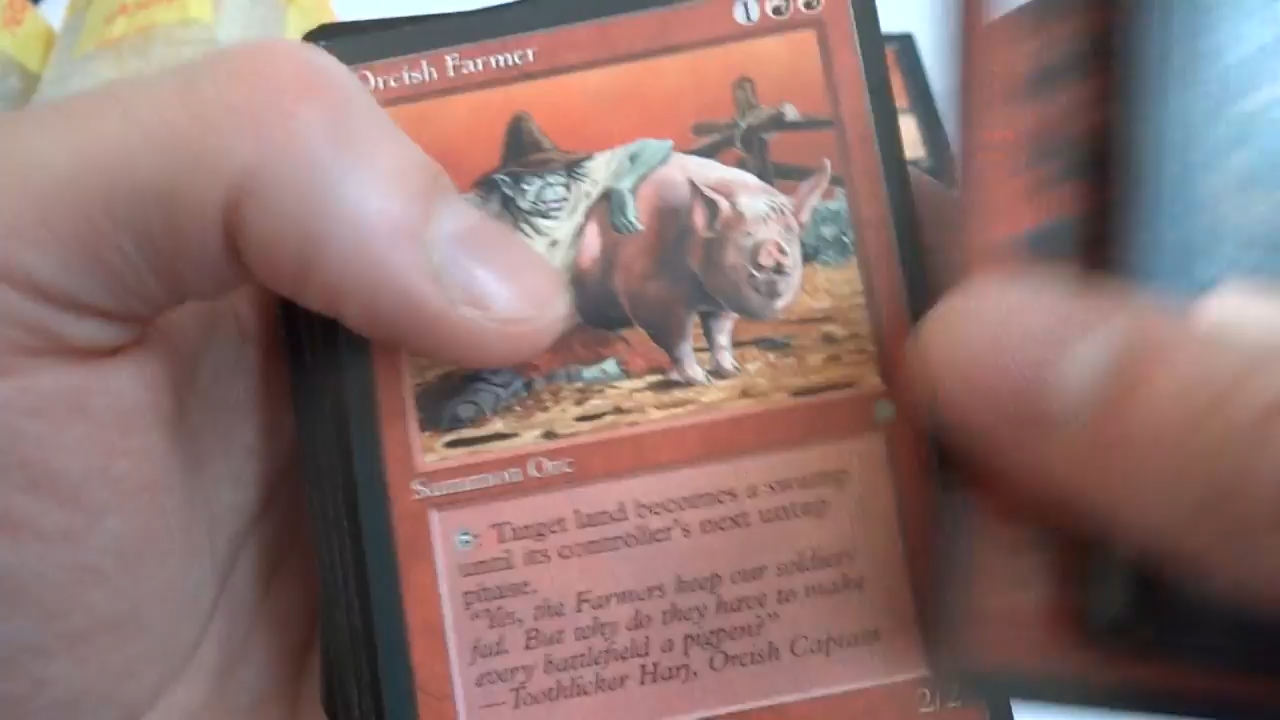 Orcish Farmer
1
Summon Orc
: Target land becomes a swamp
until its controller's next untap
phase.
"Yes, the Farmers keep our soldiers
fed. But why do they have to make
every battlefield a pigpen?"
—Toothlicker Harj, Orcish Captain
2/2